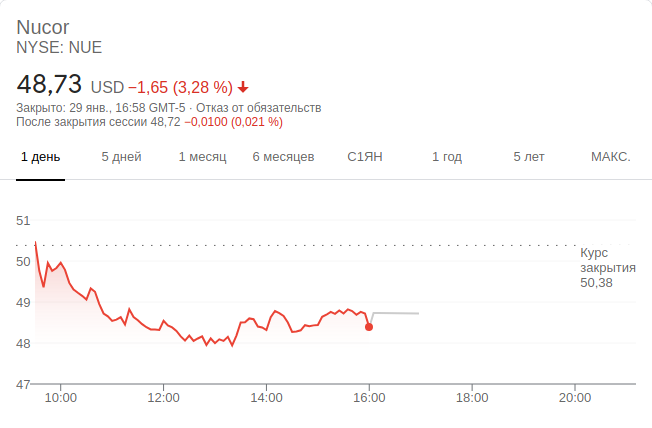 Nucor
NYSE: NUE
48,73 USD −1,65 (3,28 %)
Закрыто: 29 янв., 16:58 GMT-5 · Отказ от обязательств
После закрытия сессии 48,72 −0,0100 (0,021 %)
1 день 5 дней 1 месяц 6 месяцев С1ЯН 1 год 5 лет МАКС.
51
50
49
48
47
Курс
закрытия
50,38
10:00 12:00 14:00 16:00 18:00 20:00